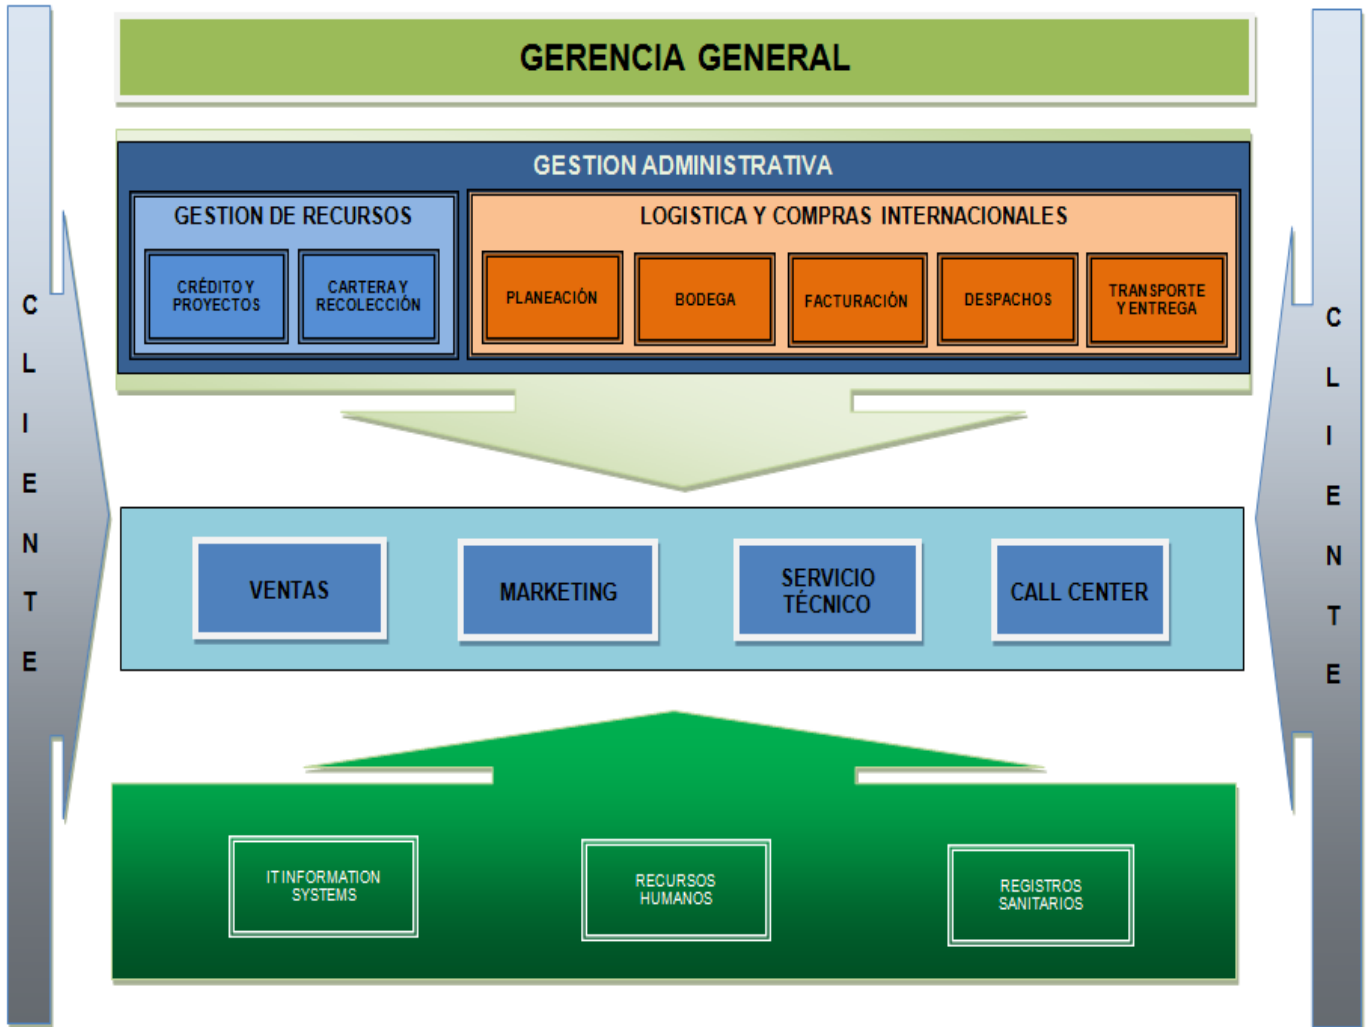 GERENCIA GENERAL
GESTION ADMINISTRATIVA
GESTION DE RECURSOS
CRÉDITO Y
PROYECTOS
CARTERA Y
RECOLECCIÓN
LOGISTICA Y COMPRAS INTERNACIONALES
PLANEACIÓN
BODEGA
FACTURACIÓN
DESPACHOS
TRANSPORTE
Y ENTREGA
C
L
I
E
N
T
E
VENTAS
MARKETING
SERVICIO
TÉCNICO
CALL CENTER
IT INFORMATION
SYSTEMS
RECURSOS
HUMANOS
REGISTROS
SANITARIOS
C
L
I
E
N
T
E